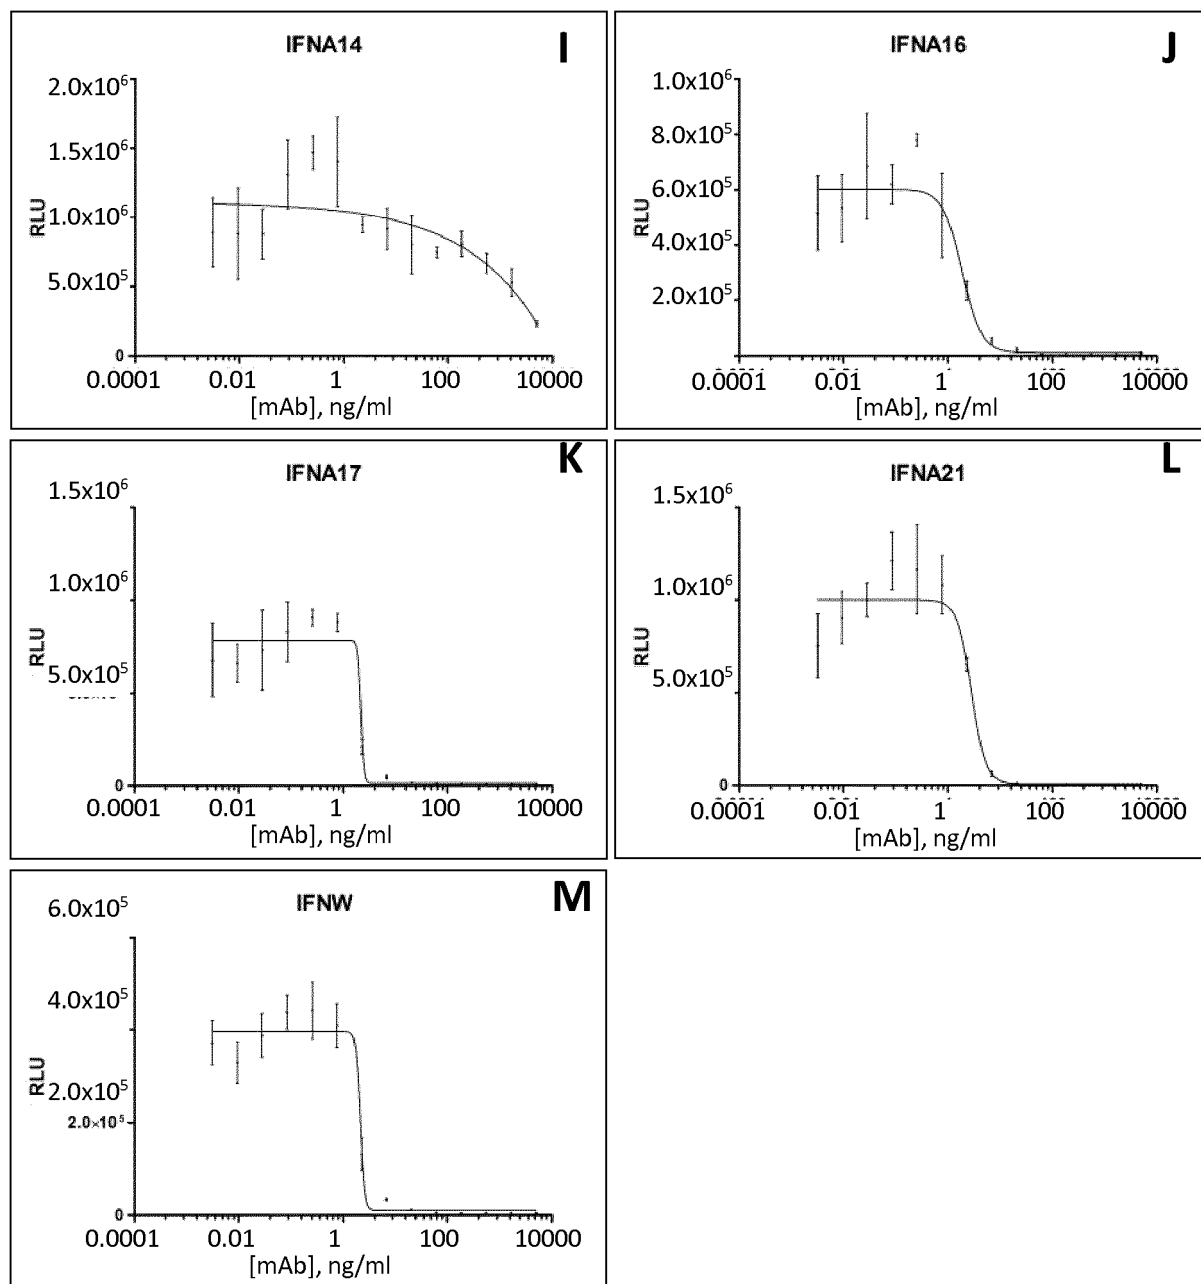 IFNA14
I
2.0x10⁶
1.5x10⁶
1.0x10⁶
5.0x10⁵
0
RLU
0.0001 0.01 1 100 10000
[mAb], ng/ml
IFNA16
J
1.0x10⁶
8.0x10⁵
6.0x10⁵
4.0x10⁵
2.0x10⁵
0
RLU
0.0001 0.01 1 100 10000
[mAb], ng/ml
IFNA17
K
1.5x10⁶
1.0x10⁶
5.0x10⁵
0
RLU
0.0001 0.01 1 100 10000
[mAb], ng/ml
IFNA21
L
1.5x10⁶
1.0x10⁶
5.0x10⁵
0
RLU
0.0001 0.01 1 100 10000
[mAb], ng/ml
IFNW
M
6.0x10⁵
4.0x10⁵
2.0x10⁵
2.0×10⁵
0
RLU
0.0001 0.01 1 100 10000
[mAb], ng/ml